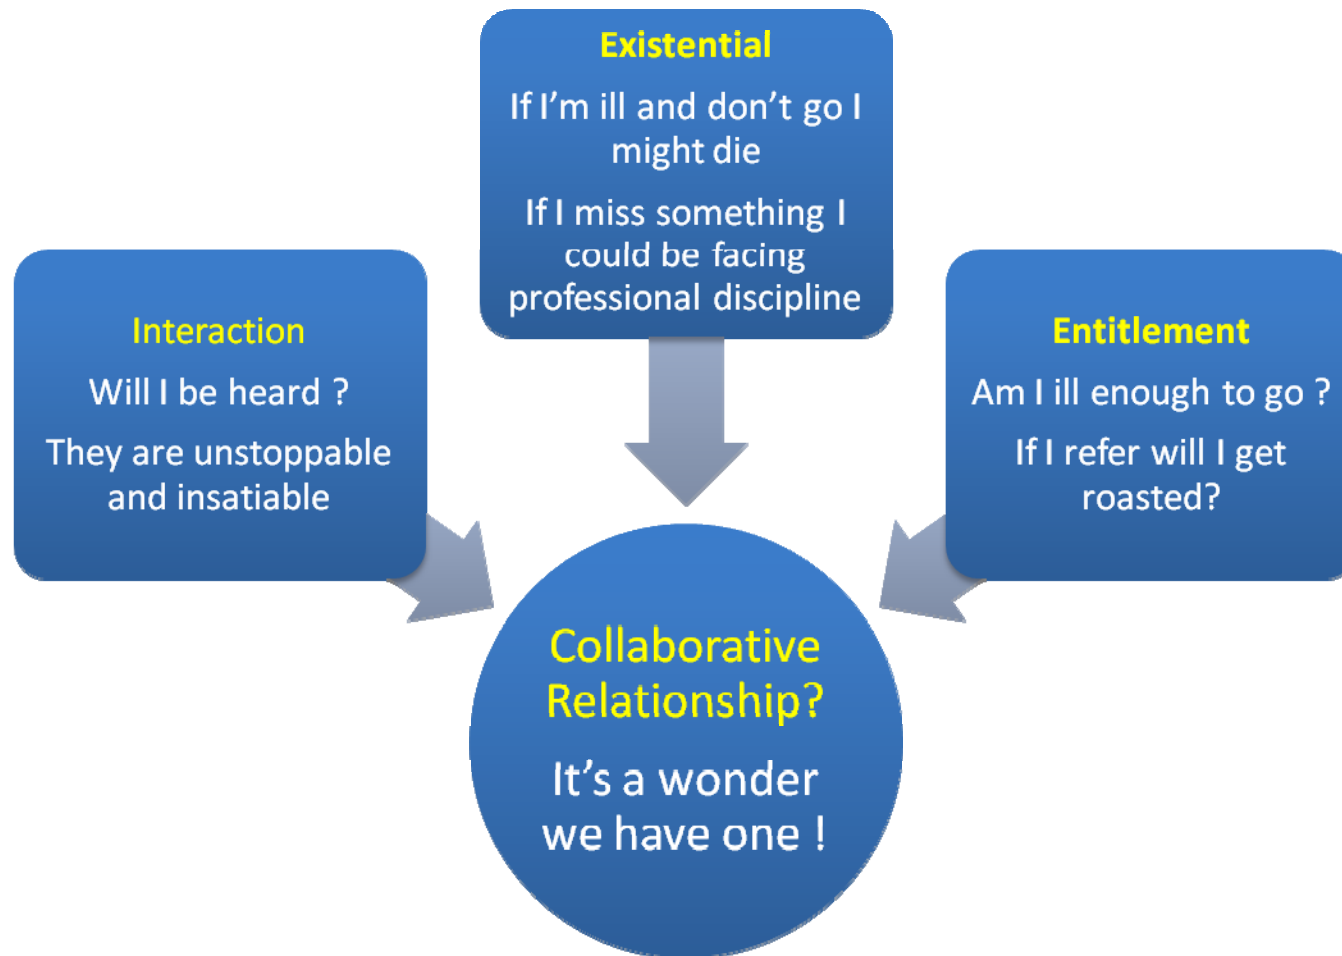 Existential
If I’m ill and don’t go I
might die
If I miss something I
could be facing
professional discipline
Interaction
Will I be heard ?
They are unstoppable
and insatiable
Entitlement
Am I ill enough to go ?
If I refer will I get
roasted?
Collaborative
Relationship?
It’s a wonder
we have one !